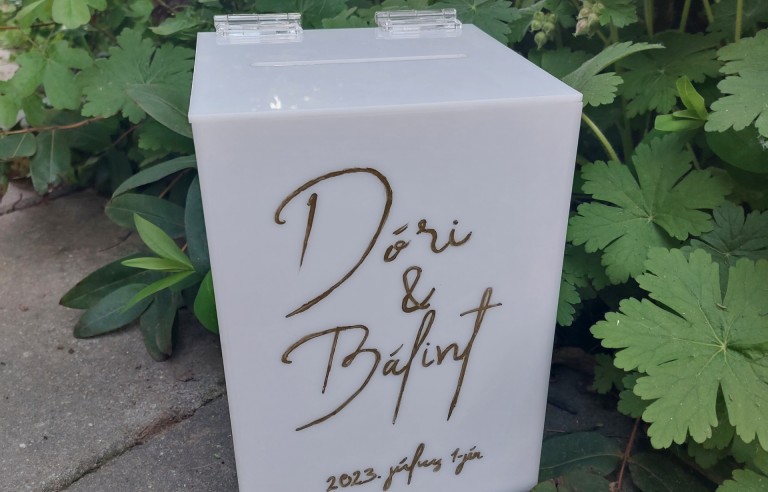 Dóri
&
Bálint
2023. július 1-jén